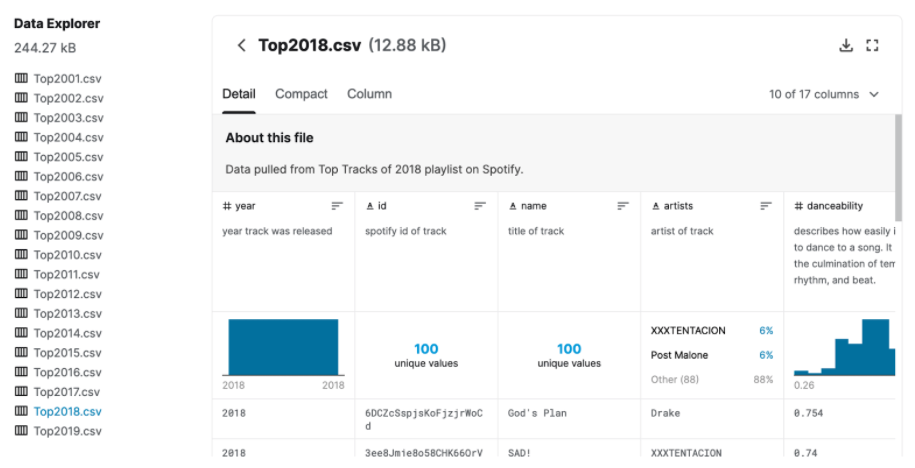 Data Explorer
244.27 kB
Top2001.csv
Top2002.csv
Top2003.csv
Top2004.csv
Top2005.csv
Top2006.csv
Top2007.csv
Top2008.csv
Top2009.csv
Top2010.csv
Top2011.csv
Top2012.csv
Top2013.csv
Top2014.csv
Top2015.csv
Top2016.csv
Top2017.csv
Top2018.csv
Top2019.csv
< Top2018.csv (12.88 kB)
Detail Compact Column 10 of 17 columns
About this file
Data pulled from Top Tracks of 2018 playlist on Spotify.
# year A id A name A artists # danceability
year track was released spotify id of track title of track artist of track describes how easily i
to dance to a song. It
the culmination of tem
rhythm, and beat.
XXXTENTACION 6%
100 100
unique values unique values
Post Malone 6%
Other (88) 88%
2018 2018 0.26
2018 6DCZcSspjsKoFjzjrWoC God's Plan Drake 0.754
d
2018 3ee8Jmje8o58CHK66QrV SAD! XXXTENTACION 0.74